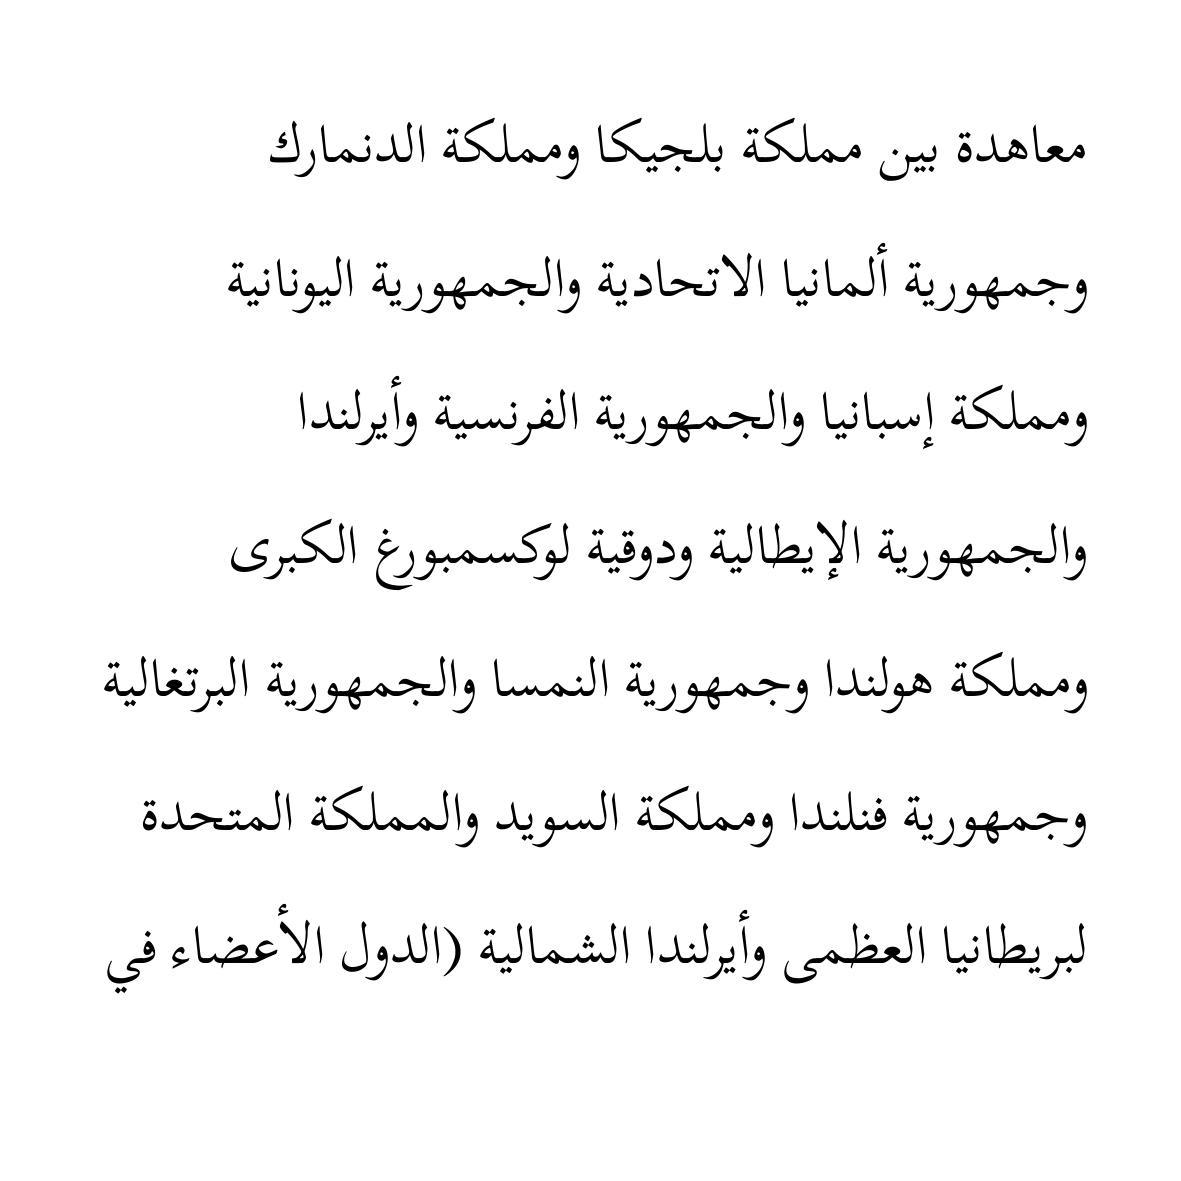 معاهدة بين مملكة بلجيكا ومملكة الدنمارك
وجمهورية ألمانيا الاتحادية والجمهورية اليونانية
ومملكة إسبانيا والجمهورية الفرنسية وأيرلندا
والجمهورية الإيطالية ودوقية لوكسمبورغ الكبرى
ومملكة هولندا وجمهورية النمسا والجمهورية البرتغالية
وجمهورية فنلندا ومملكة السويد والمملكة المتحدة
لبريطانيا العظمى وأيرلندا الشمالية (الدول الأعضاء في